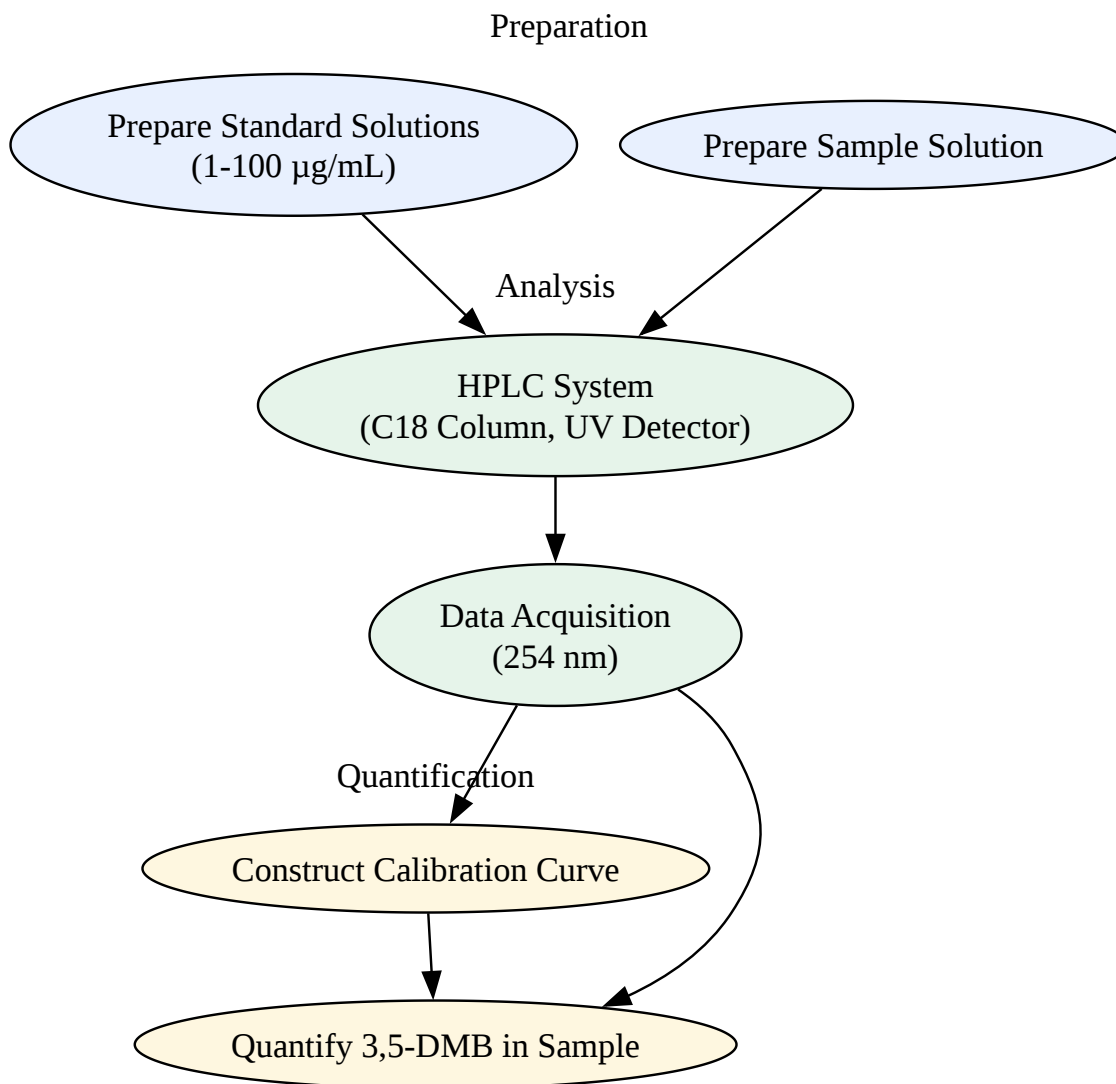 Preparation
Prepare Standard Solutions
(1-100 µg/mL)
Prepare Sample Solution
Analysis
HPLC System
(C18 Column, UV Detector)
Data Acquisition
(254 nm)
Quantification
Construct Calibration Curve
Quantify 3,5-DMB in Sample